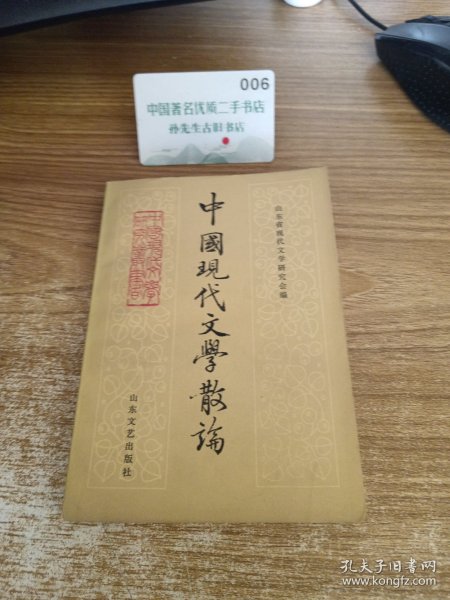 006
中国著名优质二手书店
孙先生古旧书店
山东省现代文学研究会编
中國現代文學散論
山东文艺出版社
孔夫子旧书网
www.kongfz.com